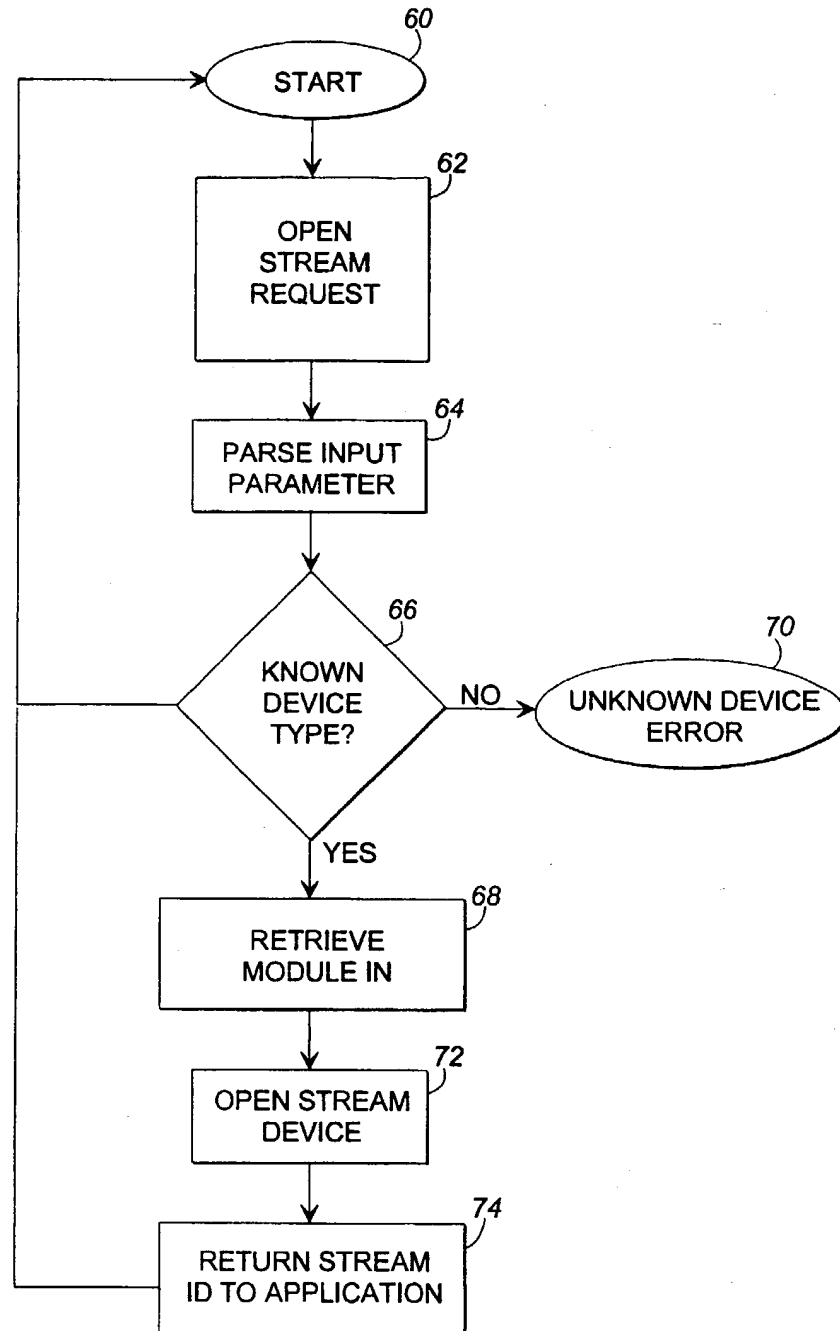 60
START
62
OPEN
STREAM
REQUEST
64
PARSE INPUT
PARAMETER
66
KNOWN
DEVICE
TYPE?
NO
70
UNKNOWN DEVICE
ERROR
YES
68
RETRIEVE
MODULE IN
72
OPEN STREAM
DEVICE
74
RETURN STREAM
ID TO APPLICATION